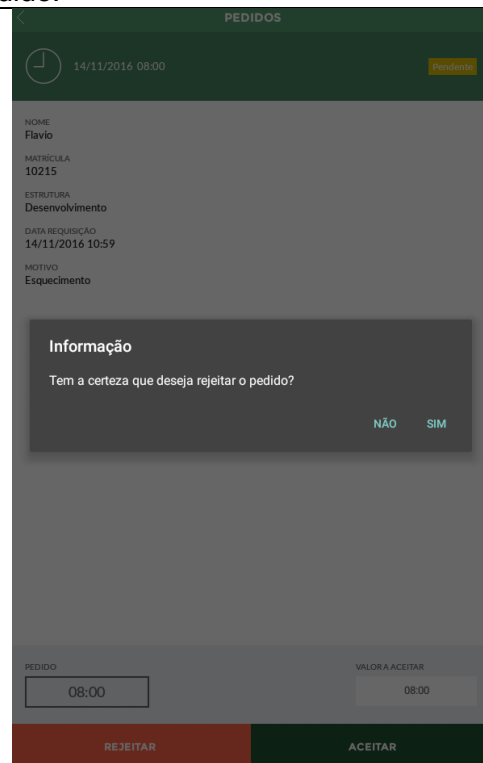 PEDIDOS
14/11/2016 08:00
Pendente
NOME
Flavio
MATRÍCULA
10215
ESTRUTURA
Desenvolvimento
DATA REQUISIÇÃO
14/11/2016 10:59
MOTIVO
Esquecimento
Informação
Tem a certeza que deseja rejeitar o pedido?
NÃO SIM
PEDIDO VALOR A ACEITAR
08:00 08:00
REJEITAR ACEITAR